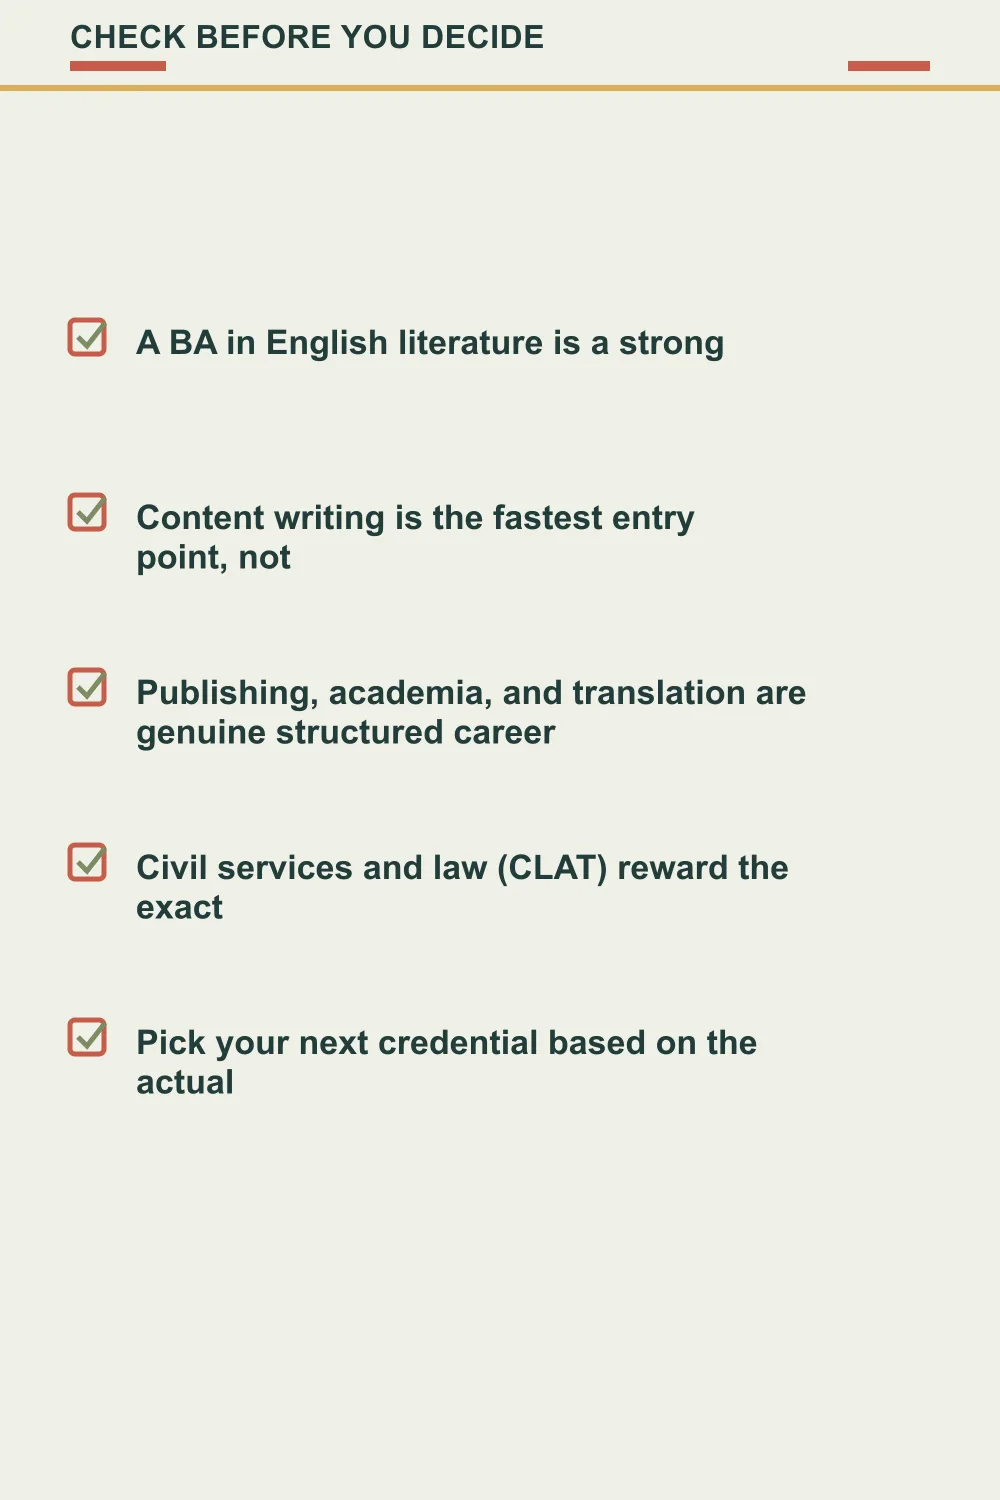 CHECK BEFORE YOU DECIDE
A BA in English literature is a strong
Content writing is the fastest entry
point, not
Publishing, academia, and translation are
genuine structured career
Civil services and law (CLAT) reward the
exact
Pick your next credential based on the
actual